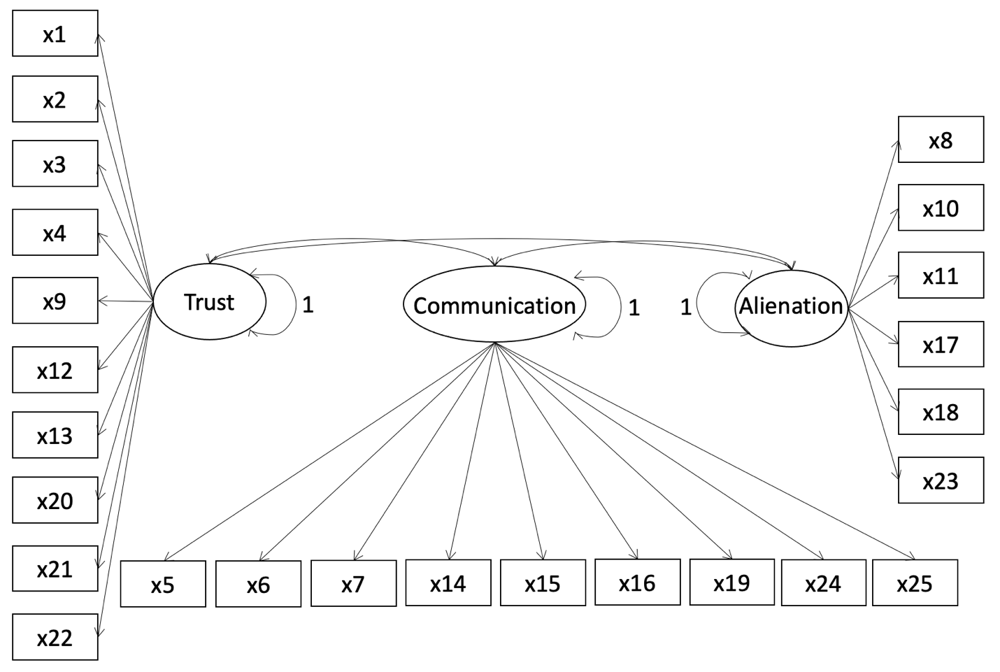 x1
x2
x3
x4
x9
x12
x13
x20
x21
x22
Trust
1
Communication
1
1
Alienation
x8
x10
x11
x17
x18
x23
x5
x6
x7
x14
x15
x16
x19
x24
x25